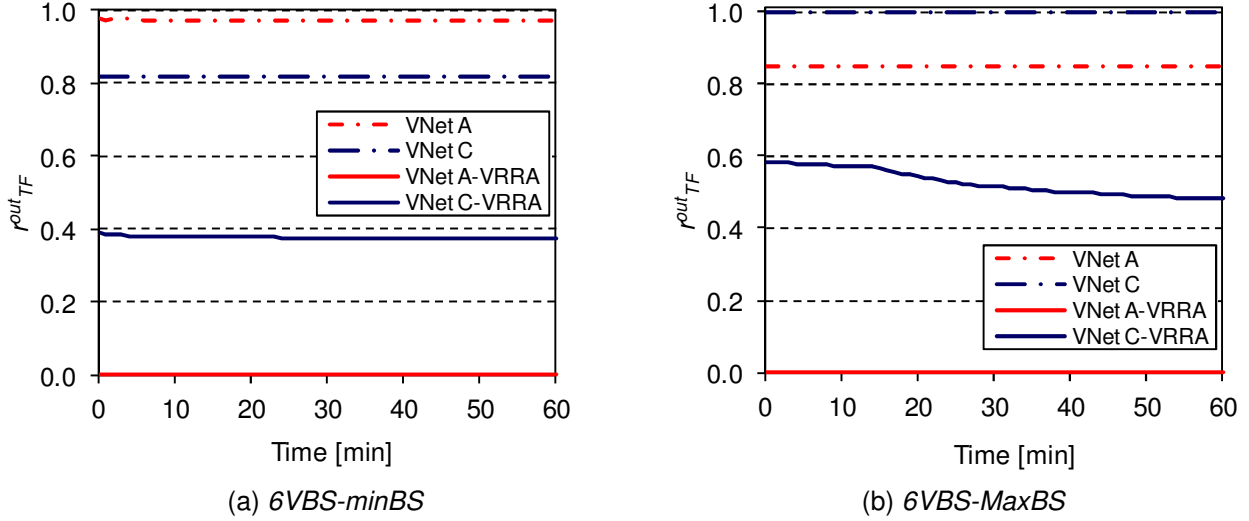 1.0
0.8
0.6
0.4
0.2
0.0
r^out_TF
VNet A
VNet C
VNet A-VRRA
VNet C-VRRA
0 10 20 30 40 50 60
Time [min]
(a) 6VBS-minBS
1.0
0.8
0.6
0.4
0.2
0.0
r^out_TF
VNet A
VNet C
VNet A-VRRA
VNet C-VRRA
0 10 20 30 40 50 60
Time [min]
(b) 6VBS-MaxBS